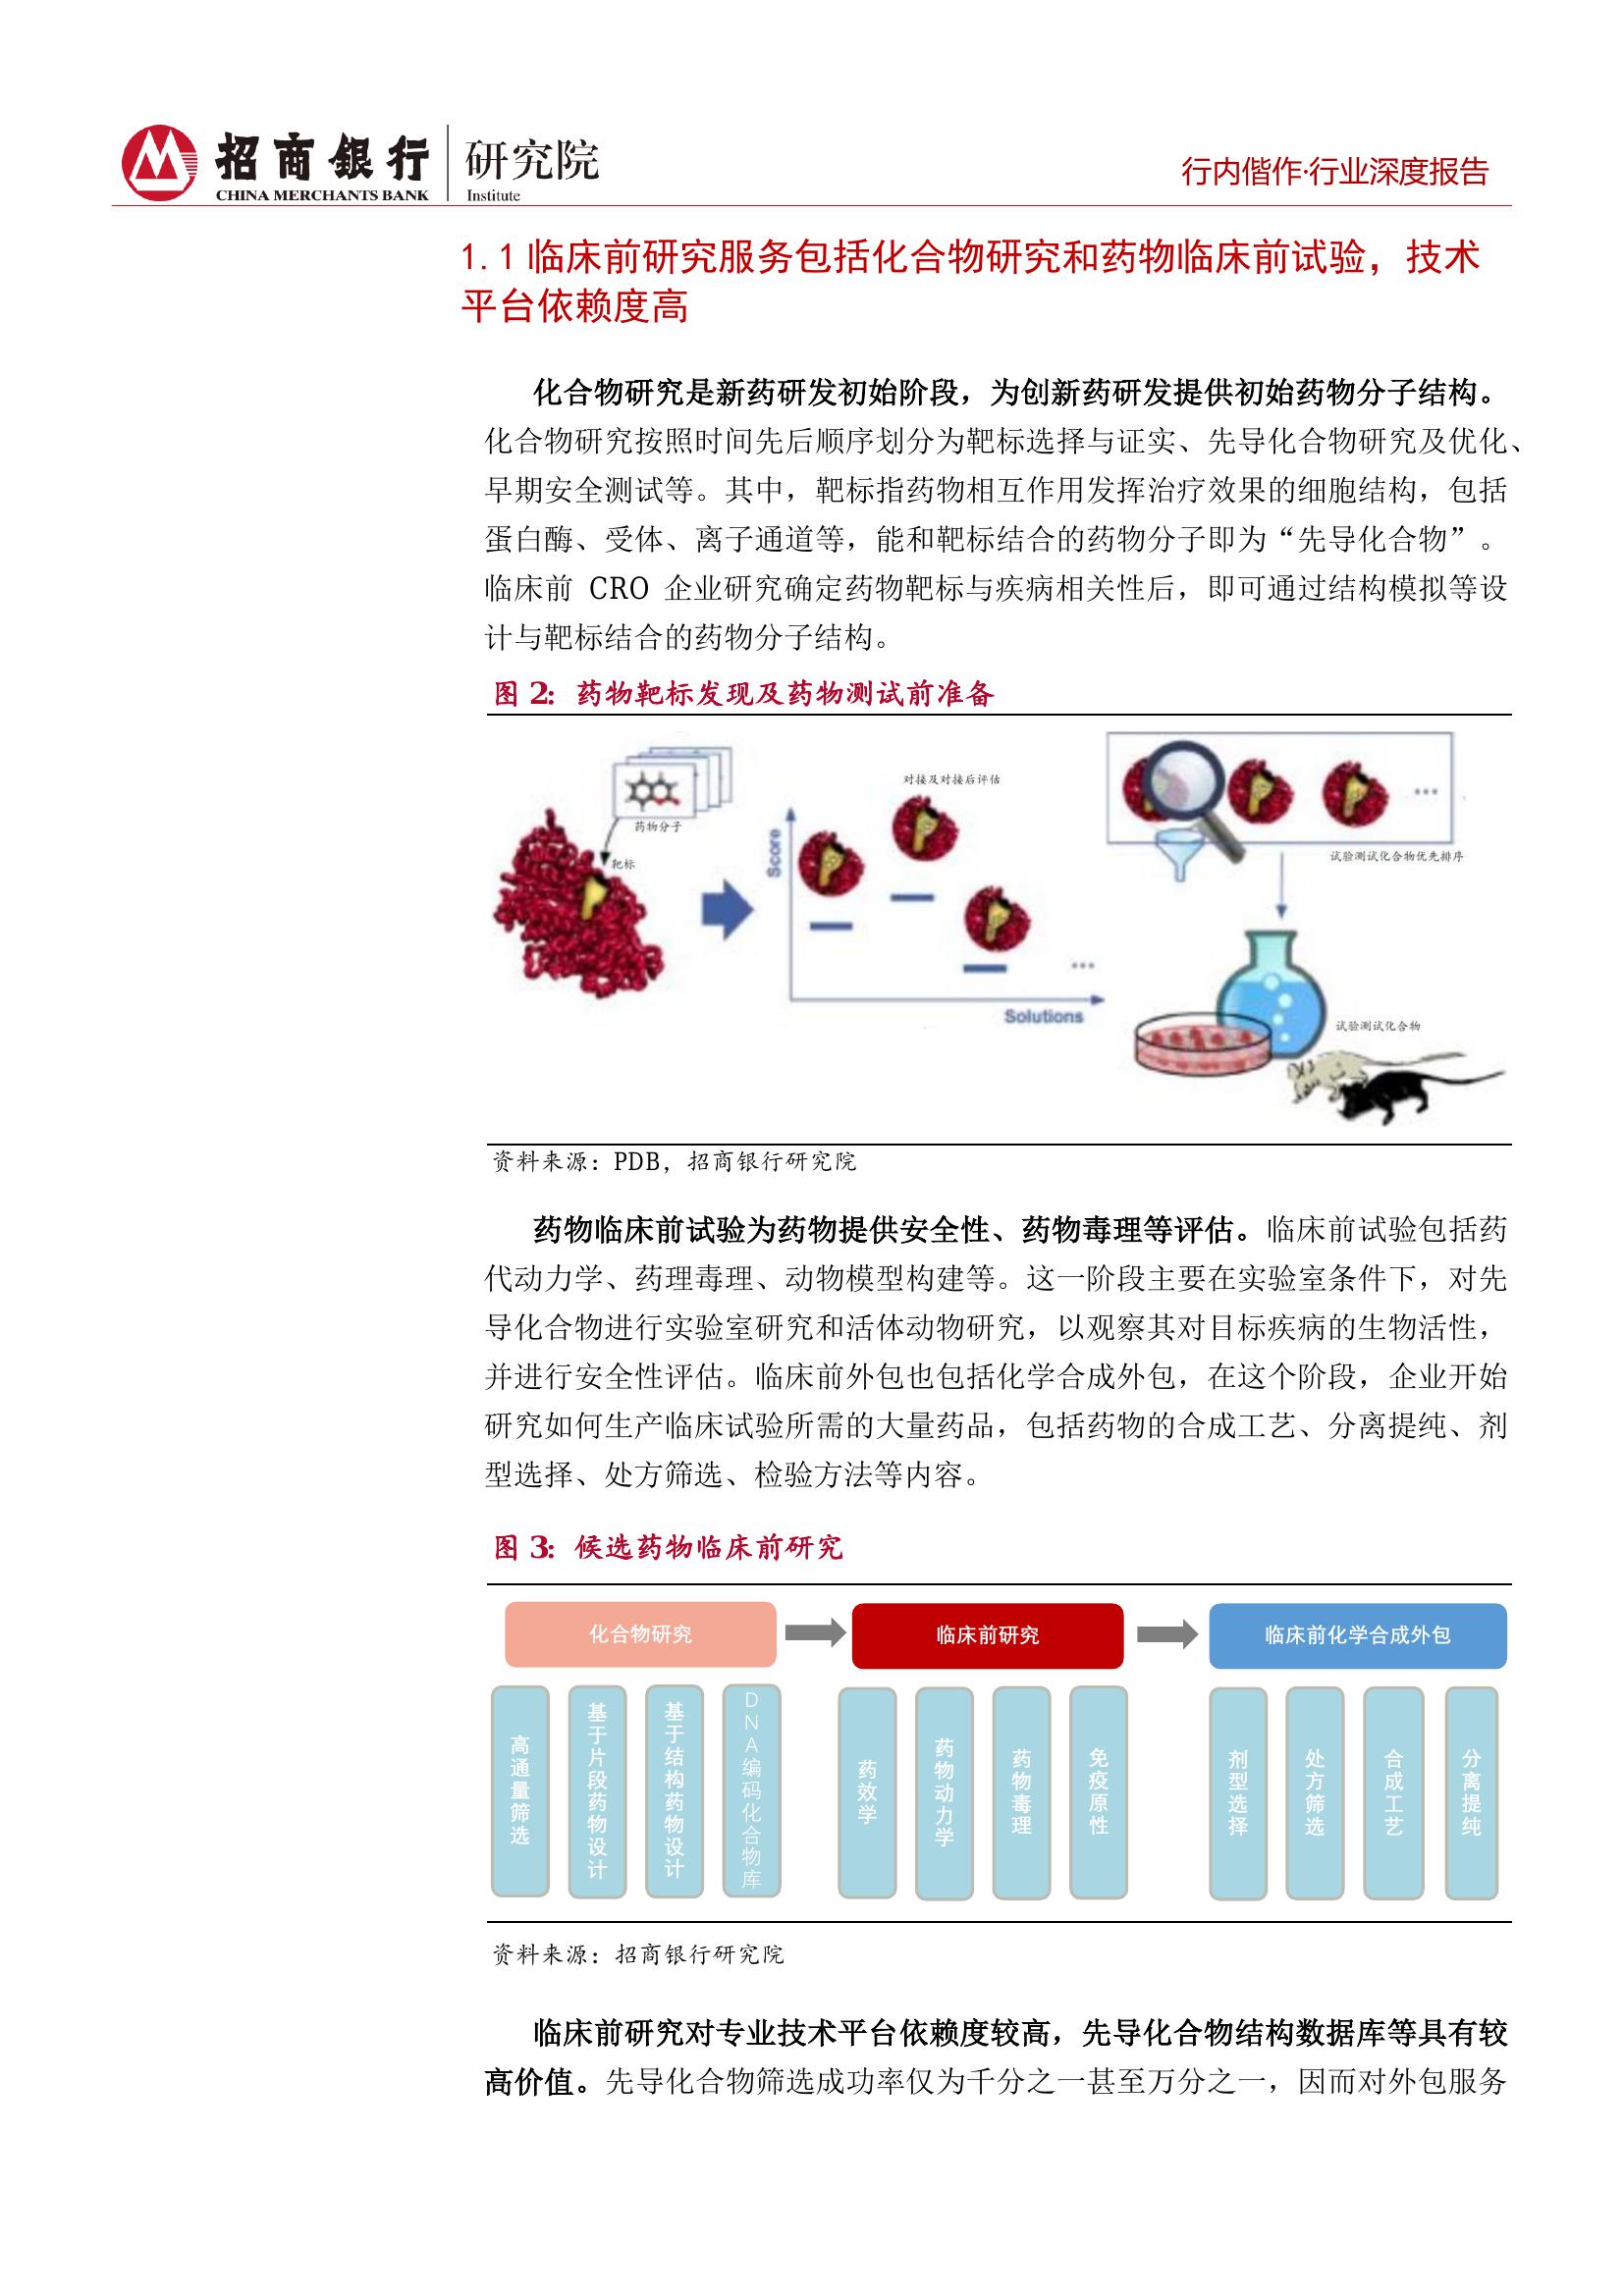 招商银行
CHINA MERCHANTS BANK
研究院
Institute
行内偕作·行业深度报告
1.1 临床前研究服务包括化合物研究和药物临床前试验，技术
平台依赖度高
化合物研究是新药研发初始阶段，为创新药研发提供初始药物分子结构。
化合物研究按照时间先后顺序划分为靶标选择与证实、先导化合物研究及优化、
早期安全测试等。其中，靶标指药物相互作用发挥治疗效果的细胞结构，包括
蛋白酶、受体、离子通道等，能和靶标结合的药物分子即为“先导化合物”。
临床前 CRO 企业研究确定药物靶标与疾病相关性后，即可通过结构模拟等设
计与靶标结合的药物分子结构。
图 2：药物靶标发现及药物测试前准备
药物分子
靶标
Score
对接及对接后评估
...
Solutions
...
试验测试化合物优先排序
试验测试化合物
资料来源：PDB，招商银行研究院
药物临床前试验为药物提供安全性、药物毒理等评估。临床前试验包括药
代动力学、药理毒理、动物模型构建等。这一阶段主要在实验室条件下，对先
导化合物进行实验室研究和活体动物研究，以观察其对目标疾病的生物活性，
并进行安全性评估。临床前外包也包括化学合成外包，在这个阶段，企业开始
研究如何生产临床试验所需的大量药品，包括药物的合成工艺、分离提纯、剂
型选择、处方筛选、检验方法等内容。
图 3：候选药物临床前研究
化合物研究
临床前研究
临床前化学合成外包
高通量筛选
基于片段药物设计
基于结构药物设计
DNA编码化合物库
药效学
药物动力学
药物毒理
免疫原性
剂型选择
处方筛选
合成工艺
分离提纯
资料来源：招商银行研究院
临床前研究对专业技术平台依赖度较高，先导化合物结构数据库等具有较
高价值。先导化合物筛选成功率仅为千分之一甚至万分之一，因而对外包服务